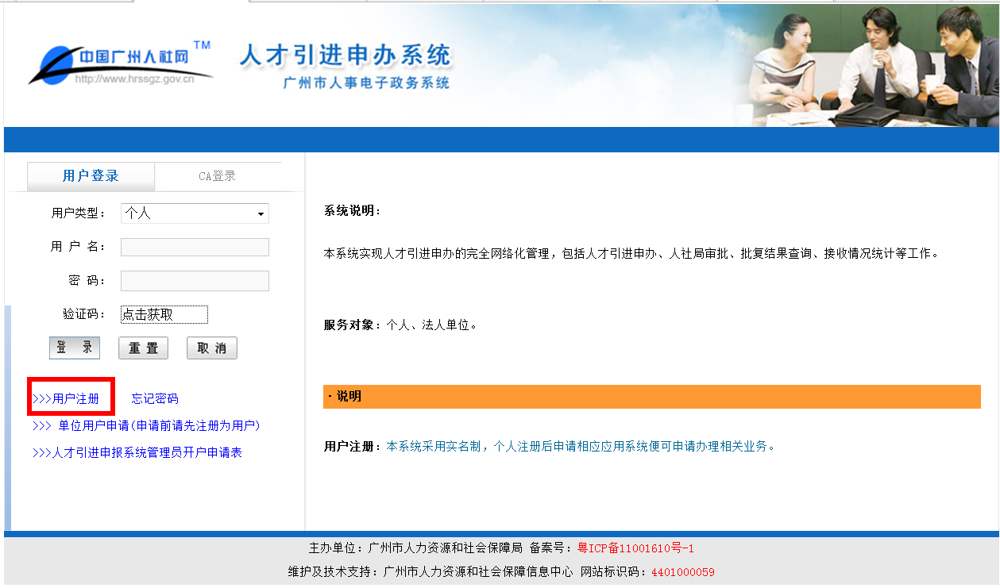 中国广州人社网 TM
http://www.hrssgz.gov.cn
人才引进申办系统
广州市人事电子政务系统
用户登录 CA登录
用户类型： 个人
用 户 名：
密 码：
验证码： 点击获取
登 录 重 置 取 消
>>>用户注册 忘记密码
>>> 单位用户申请(申请前请先注册为用户)
>>>人才引进申报系统管理员开户申请表
系统说明：
本系统实现人才引进申办的完全网络化管理，包括人才引进申办、人社局审批、批复结果查询、接收情况统计等工作。
服务对象：个人、法人单位。
· 说明
用户注册：本系统采用实名制，个人注册后申请相应应用系统便可申请办理相关业务。
主办单位：广州市人力资源和社会保障局 备案号：粤ICP备11001610号-1
维护及技术支持：广州市人力资源和社会保障信息中心 网站标识码：4401000059